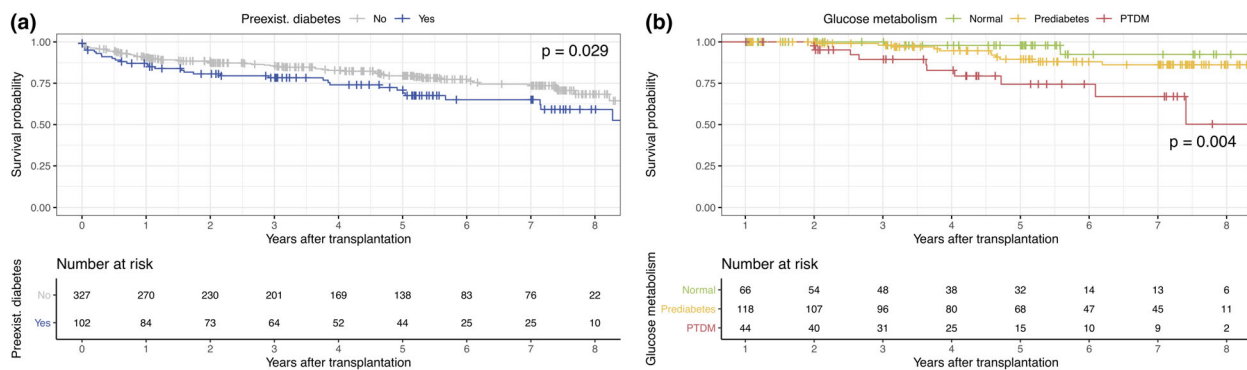 (a)
Preexist. diabetes No Yes
Survival probability
1.00
0.75
0.50
0.25
0.00
p = 0.029
0 1 2 3 4 5 6 7 8
Years after transplantation
Number at risk
Preexist. diabetes
No 327 270 230 201 169 138 83 76 22
Yes 102 84 73 64 52 44 25 25 10
0 1 2 3 4 5 6 7 8
Years after transplantation
(b)
Glucose metabolism Normal Prediabetes PTDM
Survival probability
1.00
0.75
0.50
0.25
0.00
p = 0.004
1 2 3 4 5 6 7 8
Years after transplantation
Number at risk
Glucose metabolism
Normal 66 54 48 38 32 14 13 6
Prediabetes 118 107 96 80 68 47 45 11
PTDM 44 40 31 25 15 10 9 2
1 2 3 4 5 6 7 8
Years after transplantation